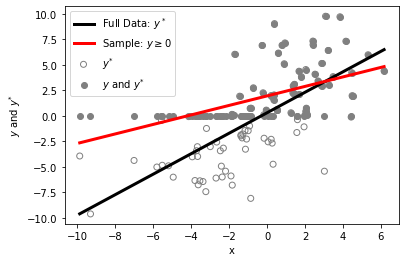 10.0
7.5
5.0
2.5
0.0
−2.5
−5.0
−7.5
−10.0
y and y*
Full Data: y*
Sample: y≥0
y*
y and y*
−10 −8 −6 −4 −2 0 2 4 6
x